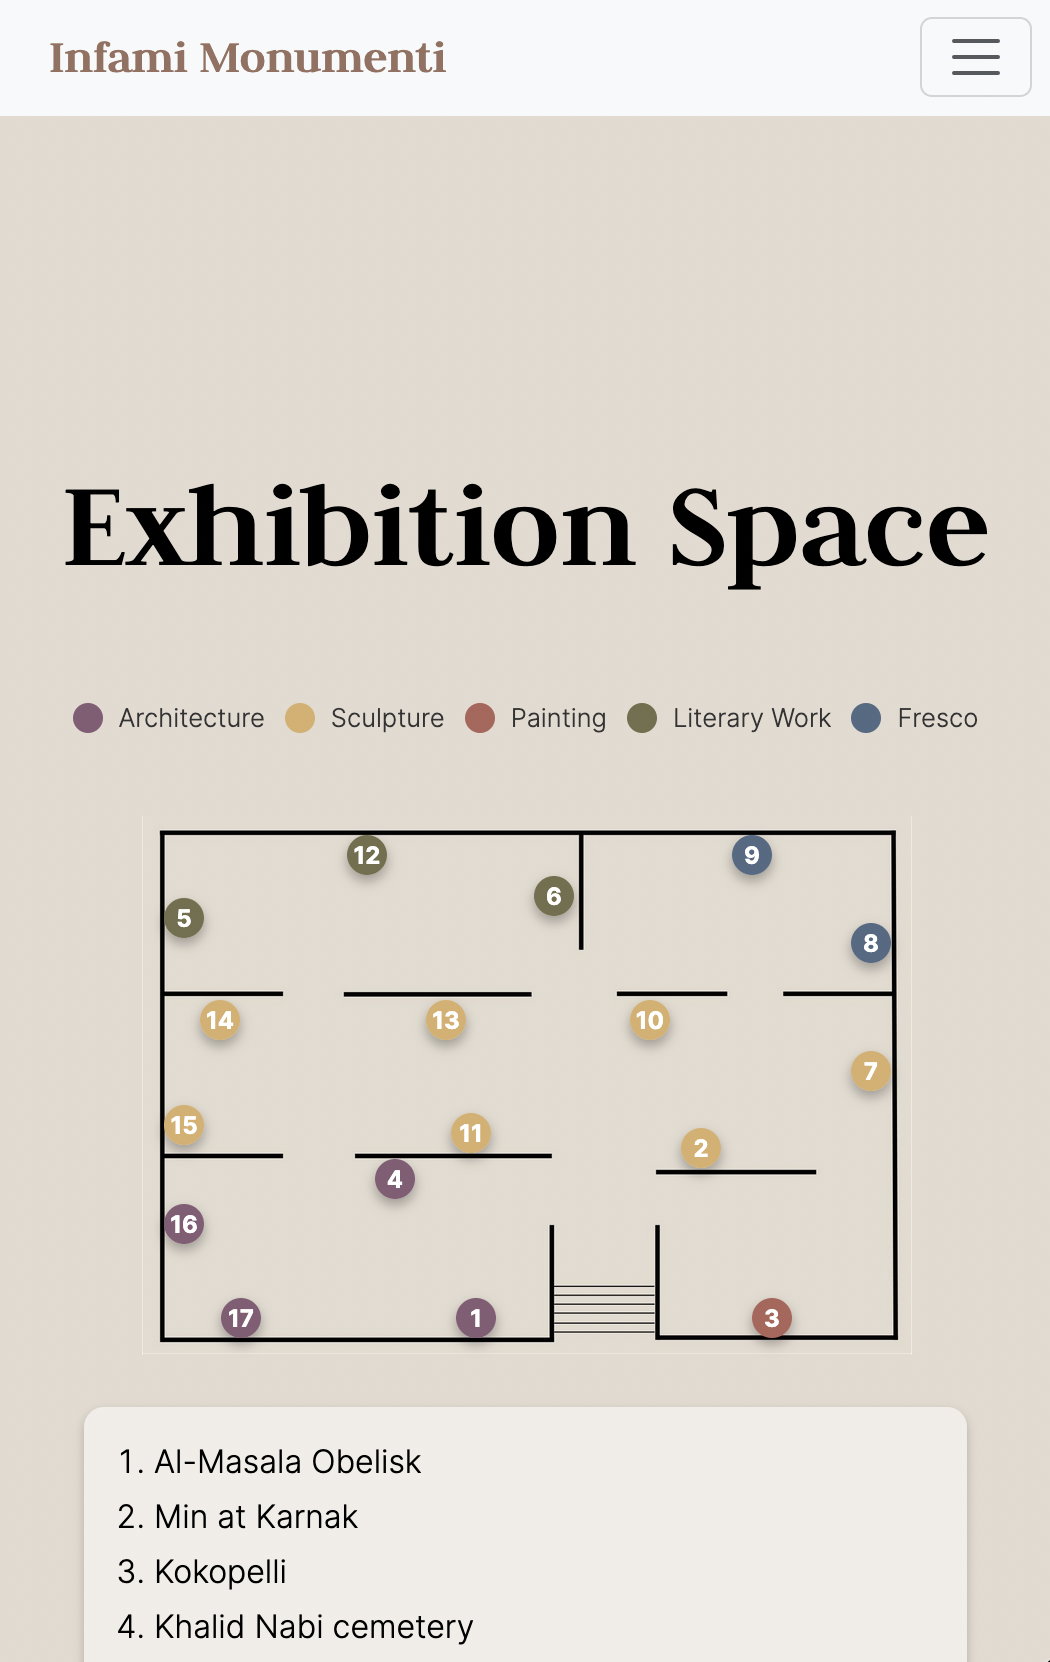 Infami Monumenti
Exhibition Space
Architecture Sculpture Painting Literary Work Fresco
12
9
6
5
8
14
13
10
7
15
11
2
4
16
17
1
3
1. Al-Masala Obelisk
2. Min at Karnak
3. Kokopelli
4. Khalid Nabi cemetery